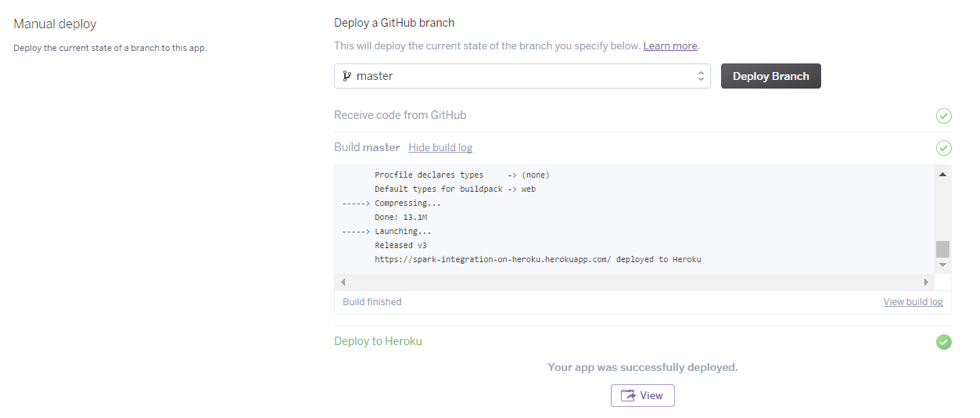 Manual deploy
Deploy the current state of a branch to this app.
Deploy a GitHub branch
This will deploy the current state of the branch you specify below. Learn more.
master
Deploy Branch
Receive code from GitHub
Build master Hide build log
Procfile declares types     -> (none)
Default types for buildpack -> web
-----> Compressing...
Done: 13.1M
-----> Launching...
Released v3
https://spark-integration-on-heroku.herokuapp.com/ deployed to Heroku
Build finished
View build log
Deploy to Heroku
Your app was successfully deployed.
View